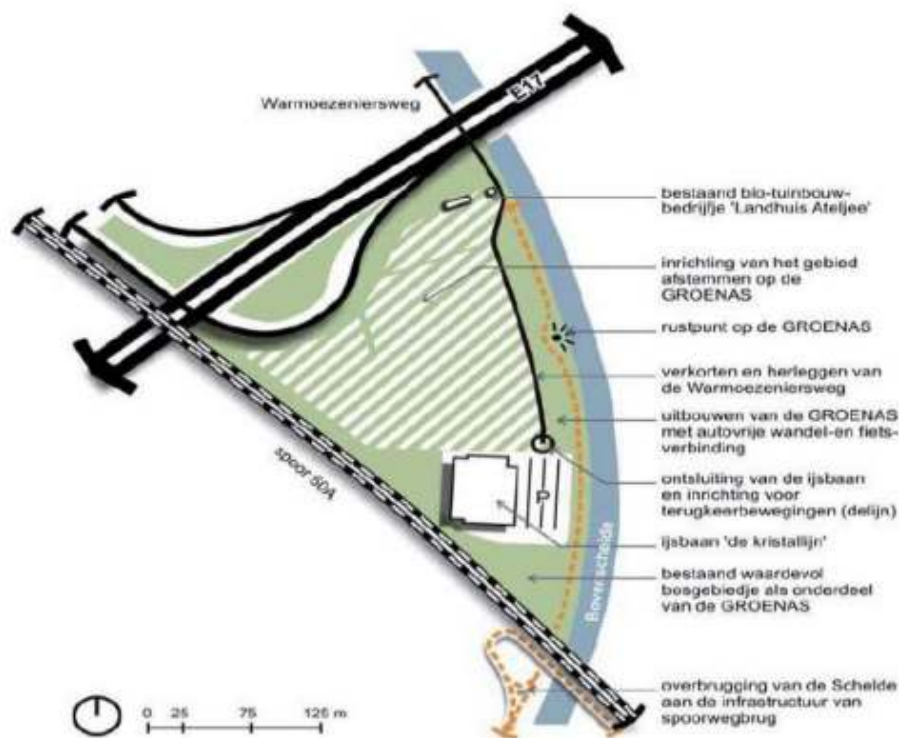 E17
Warmoezeniersweg
bestaand bio-tuinbouw-
bedrijfje 'Landhuis Ateljee'
inrichting van het gebied
afstemmen op de
GROENAS
rustpunt op de GROENAS
verkorten en herleggen van
de Warmoezeniersweg
uitbouwen van de GROENAS
met autovrije wandel-en fiets-
verbinding
spoor 50A
P
ontsluiting van de ijsbaan
en inrichting voor
terugkeerbewegingen (delijn)
ijsbaan 'de kristallijn'
bestaand waardevol
bosgebiedje als onderdeel
van de GROENAS
Bovenschelde
overbrugging van de Schelde
aan de infrastructuur van
spoorwegbrug
0 25 75 125 m